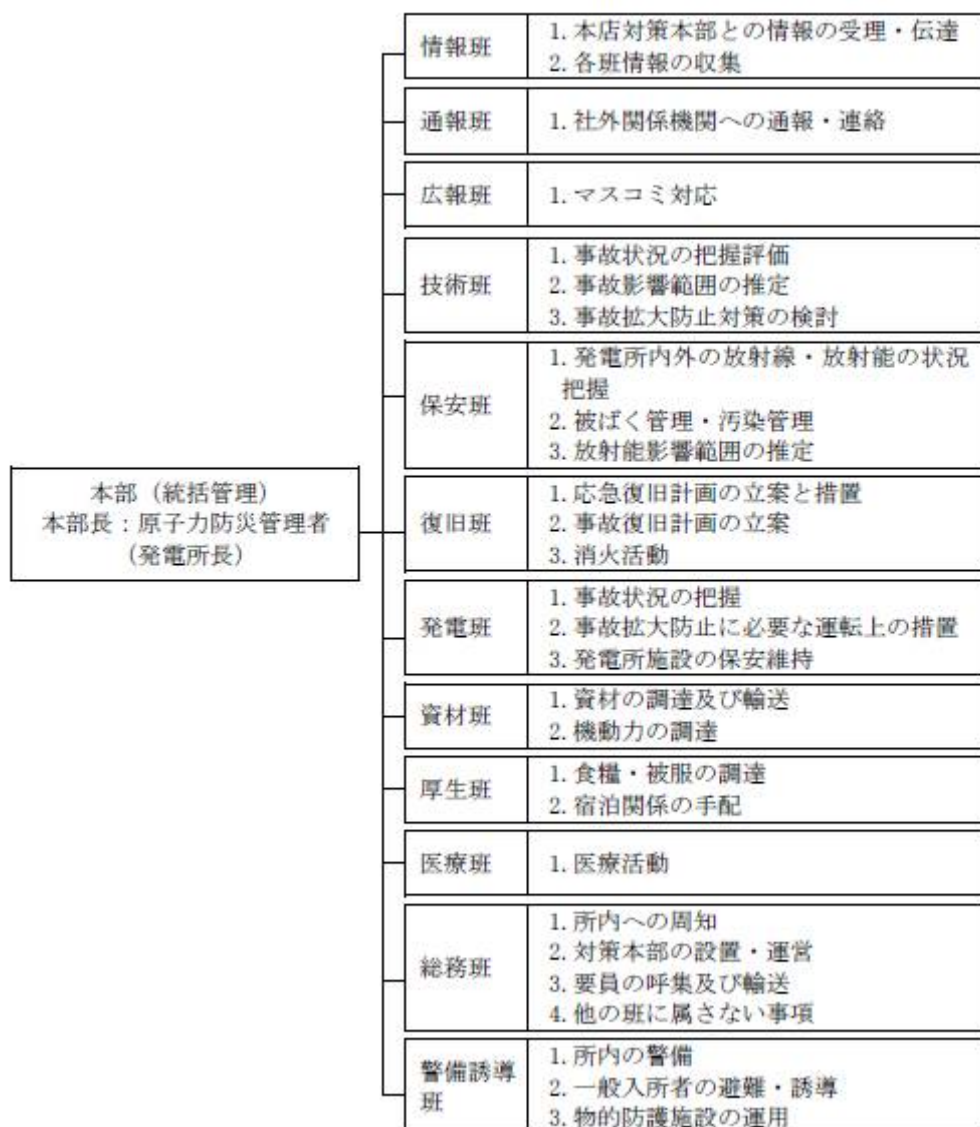 情報班
1. 本店対策本部との情報の受理・伝達
2. 各班情報の収集
通報班
1. 社外関係機関への通報・連絡
広報班
1. マスコミ対応
技術班
1. 事故状況の把握評価
2. 事故影響範囲の推定
3. 事故拡大防止対策の検討
保安班
1. 発電所内外の放射線・放射能の状況
把握
2. 被ばく管理・汚染管理
3. 放射能影響範囲の推定
本部（統括管理）
本部長：原子力防災管理者
（発電所長）
復旧班
1. 応急復旧計画の立案と措置
2. 事故復旧計画の立案
3. 消火活動
発電班
1. 事故状況の把握
2. 事故拡大防止に必要な運転上の措置
3. 発電所施設の保安維持
資材班
1. 資材の調達及び輸送
2. 機動力の調達
厚生班
1. 食糧・被服の調達
2. 宿泊関係の手配
医療班
1. 医療活動
総務班
1. 所内への周知
2. 対策本部の設置・運営
3. 要員の呼集及び輸送
4. 他の班に属さない事項
警備誘導
班
1. 所内の警備
2. 一般入所者の避難・誘導
3. 物的防護施設の運用